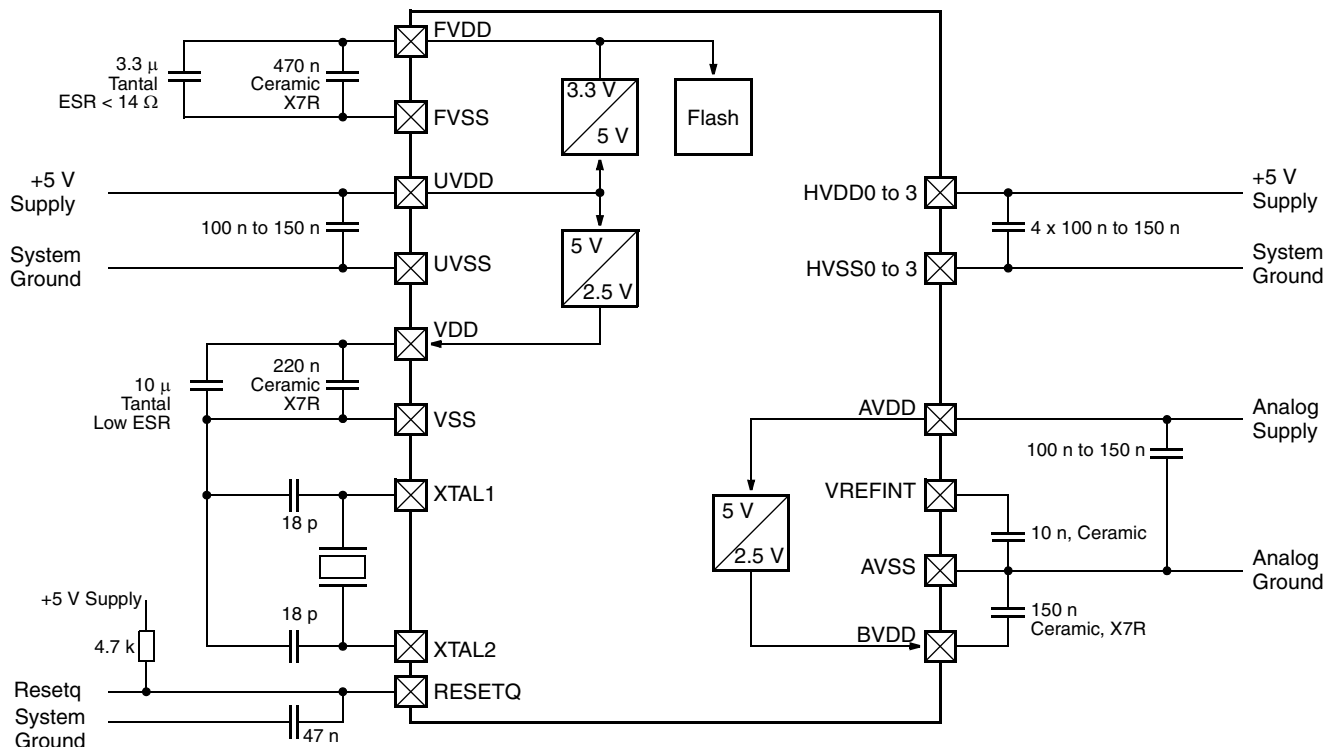 FVDD
3.3 µ
Tantal
ESR < 14 Ω
470 n
Ceramic
X7R
3.3 V
5 V
Flash
FVSS
+5 V
Supply
UVDD
100 n to 150 n
System
Ground
UVSS
5 V
2.5 V
HVDD0 to 3
+5 V
Supply
4 x 100 n to 150 n
HVSS0 to 3
System
Ground
VDD
10 µ
Tantal
Low ESR
220 n
Ceramic
X7R
VSS
AVDD
Analog
Supply
100 n to 150 n
XTAL1
18 p
VREFINT
5 V
2.5 V
10 n, Ceramic
AVSS
Analog
Ground
150 n
Ceramic, X7R
BVDD
+5 V Supply
4.7 k
18 p
XTAL2
Resetq
RESETQ
System
Ground
47 n